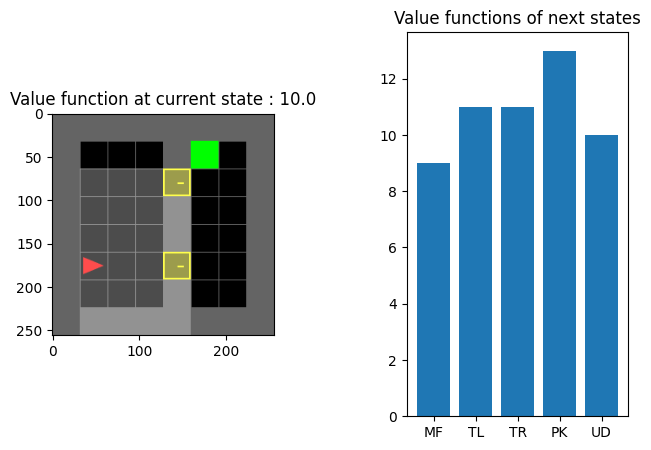 Value function at current state : 10.0
0
50
100
150
200
250
0
100
200
Value functions of next states
12
10
8
6
4
2
0
MF
TL
TR
PK
UD